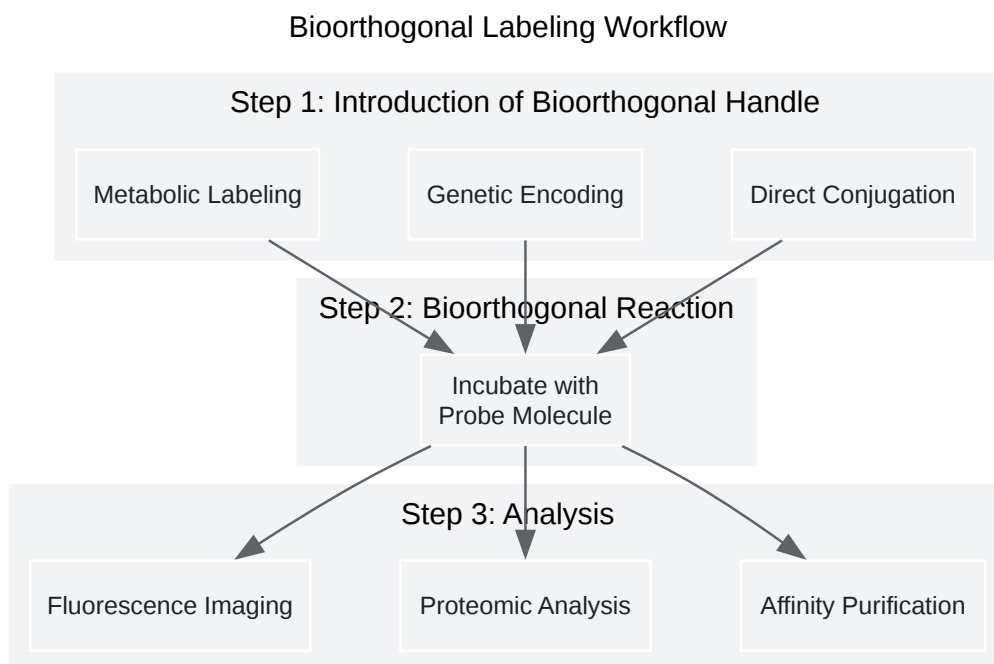 Bioorthogonal Labeling Workflow
Step 1: Introduction of Bioorthogonal Handle
Metabolic Labeling
Genetic Encoding
Direct Conjugation
Step 2: Bioorthogonal Reaction
Incubate with
Probe Molecule
Step 3: Analysis
Fluorescence Imaging
Proteomic Analysis
Affinity Purification